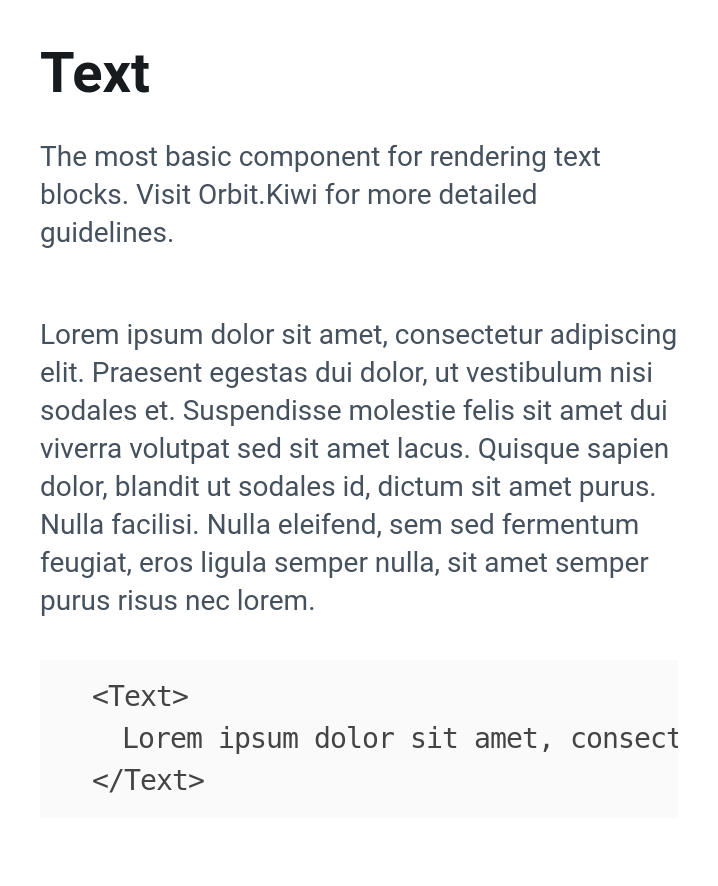 Text
The most basic component for rendering text
blocks. Visit Orbit.Kiwi for more detailed
guidelines.
Lorem ipsum dolor sit amet, consectetur adipiscing
elit. Praesent egestas dui dolor, ut vestibulum nisi
sodales et. Suspendisse molestie felis sit amet dui
viverra volutpat sed sit amet lacus. Quisque sapien
dolor, blandit ut sodales id, dictum sit amet purus.
Nulla facilisi. Nulla eleifend, sem sed fermentum
feugiat, eros ligula semper nulla, sit amet semper
purus risus nec lorem.
<Text>
  Lorem ipsum dolor sit amet, consect
</Text>